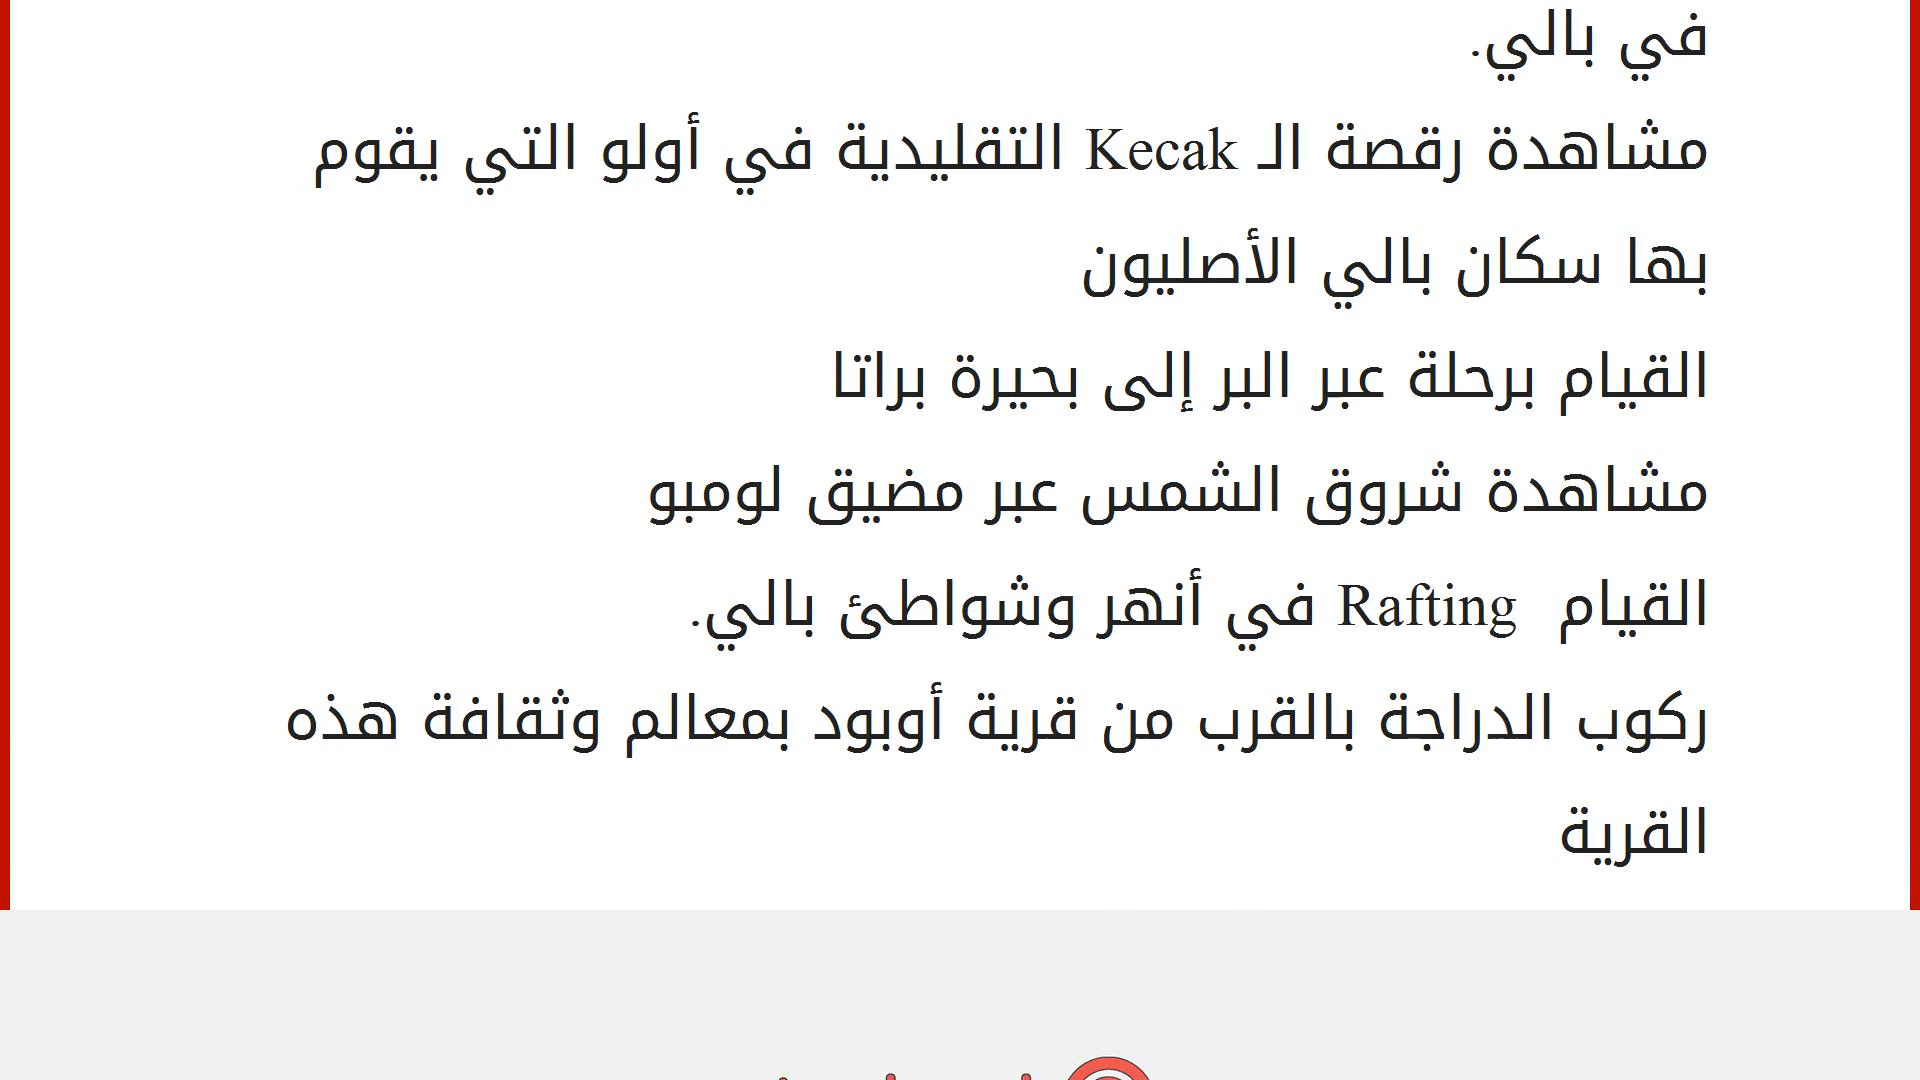 في بالي.
مشاهدة رقصة الـ Kecak التقليدية في أولو التي يقوم
بها سكان بالي الأصليون
القيام برحلة عبر البر إلى بحيرة براتا
مشاهدة شروق الشمس عبر مضيق لومبو
القيام  Rafting في أنهر وشواطئ بالي.
ركوب الدراجة بالقرب من قرية أوبود بمعالم وثقافة هذه
القرية